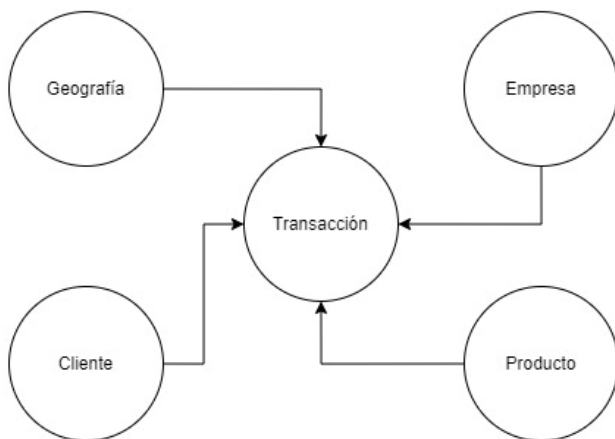 Geografía
Empresa
Transacción
Cliente
Producto